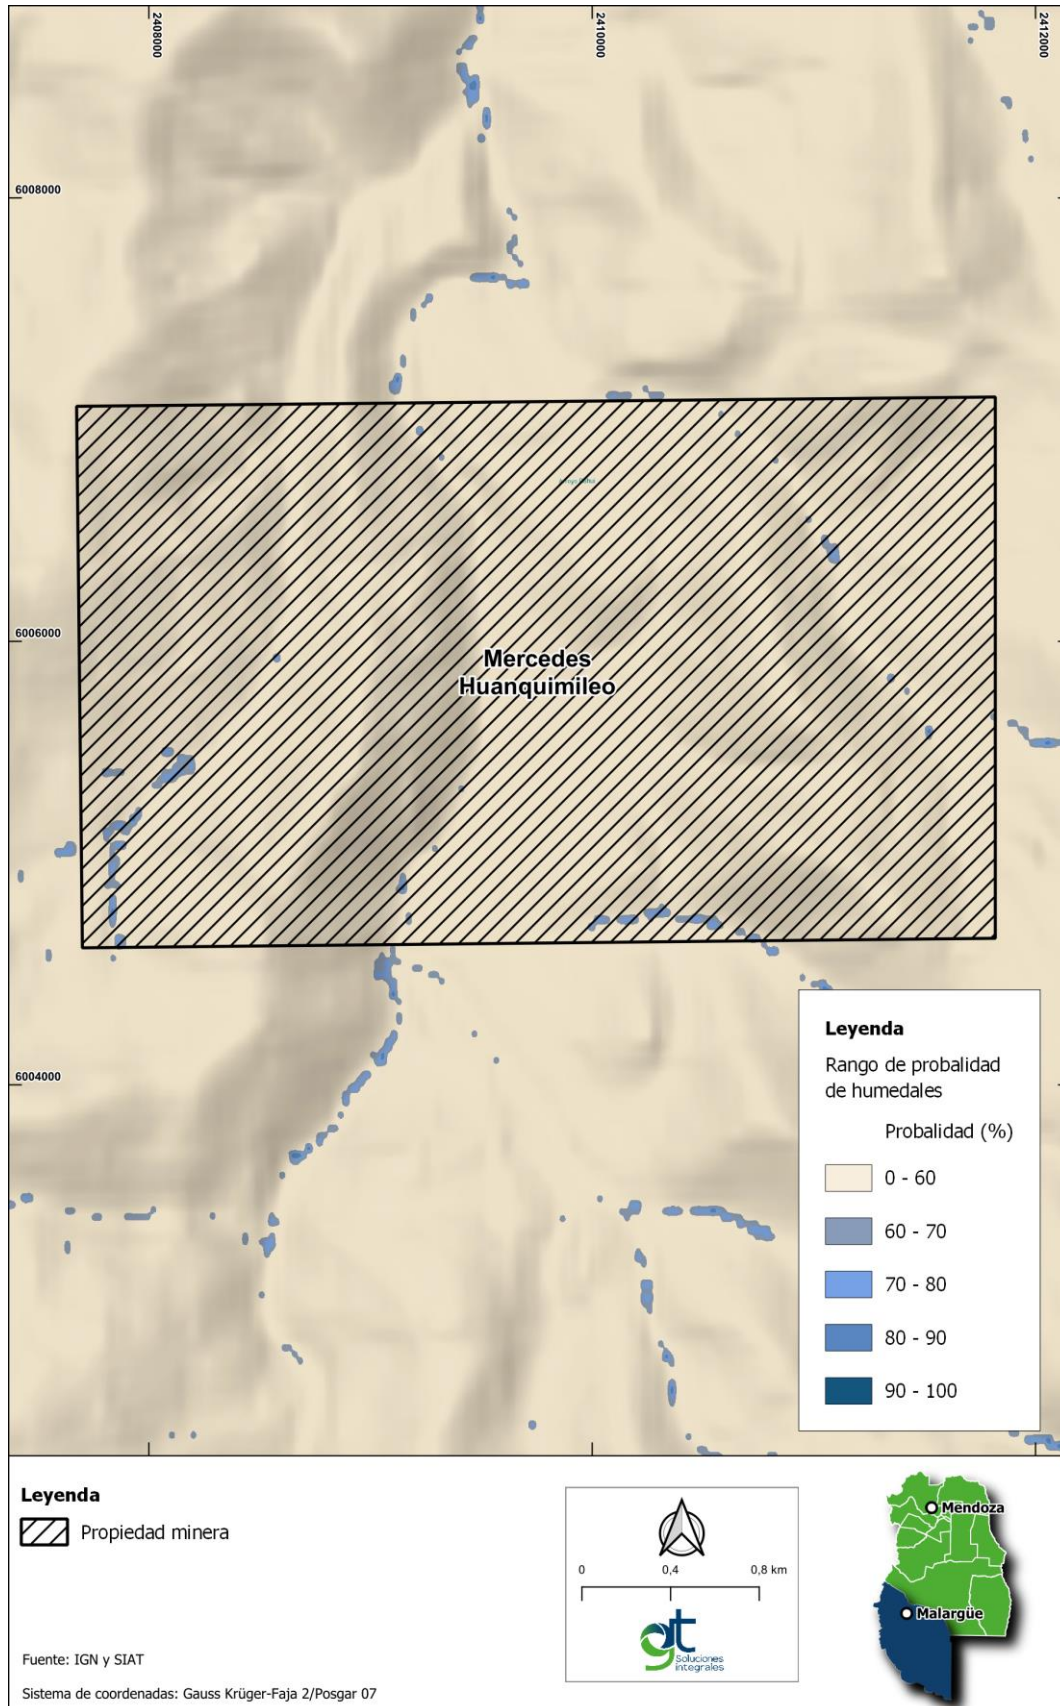 2408000
2410000
2412000
6008000
6006000
6004000
Mercedes
Huanquimileo
Leyenda
Rango de probalidad
de humedales
Probalidad (%)
0 - 60
60 - 70
70 - 80
80 - 90
90 - 100
Leyenda
Propiedad minera
Fuente: IGN y SIAT
Sistema de coordenadas: Gauss Krüger-Faja 2/Posgar 07
0
0,4
0,8 km
gt
Soluciones
integrales
Mendoza
Malargüe